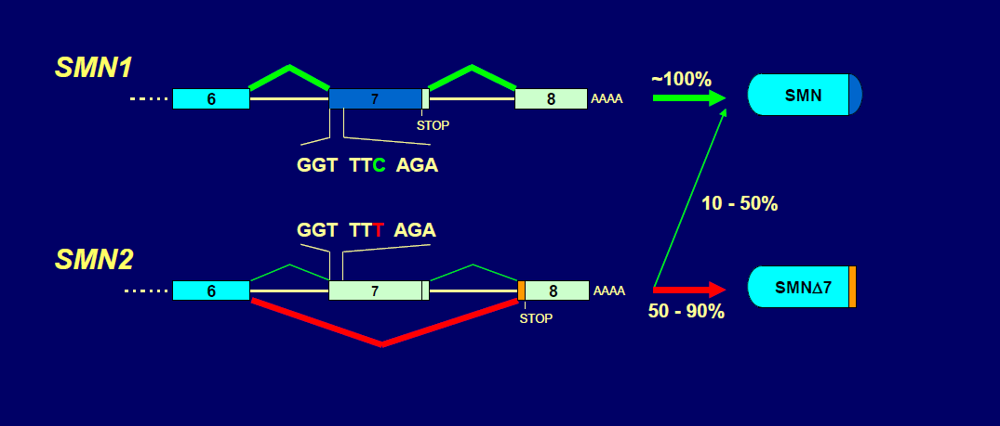 SMN1
6
7
8
AAAA
STOP
GGT TTC AGA
~100%
SMN
10 - 50%
GGT TTT AGA
SMN2
6
7
8
AAAA
STOP
50 - 90%
SMNΔ7